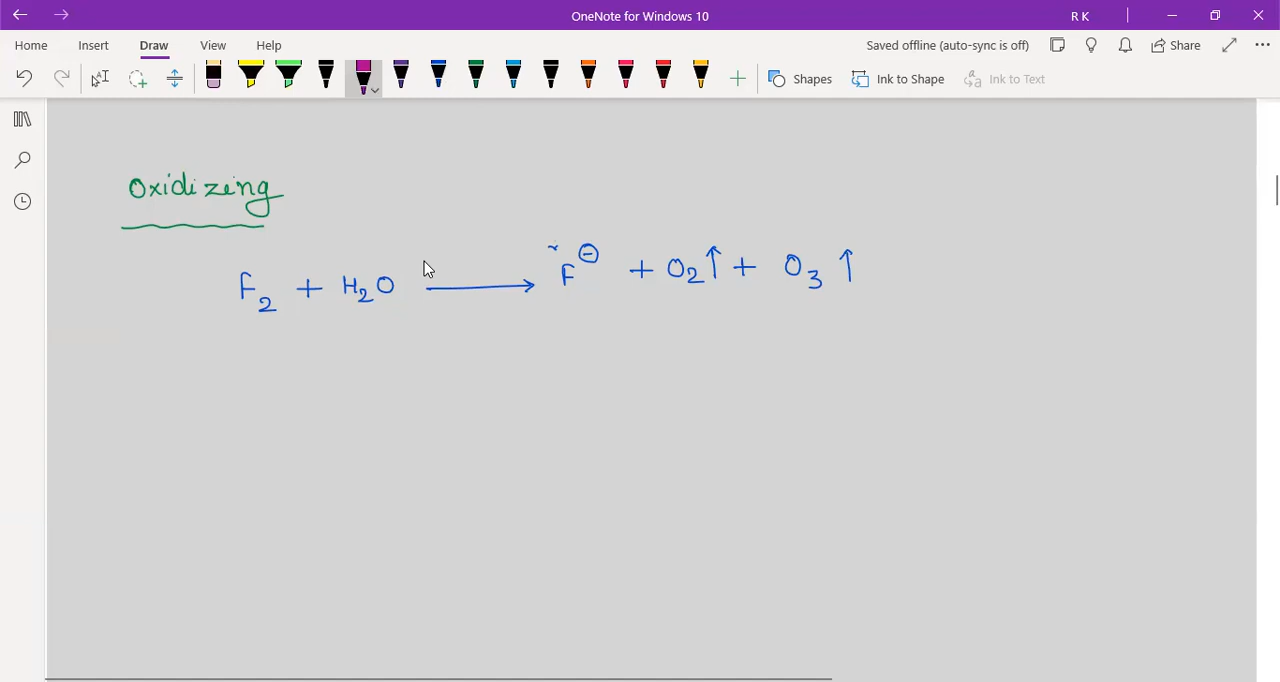 OneNote for Windows 10
R K
Home Insert Draw View Help
Saved offline (auto-sync is off)
Share
Shapes
Ink to Shape
Ink to Text
Oxidizing
F₂ + H₂O ⟶ F⊖ + O₂↑ + O₃↑